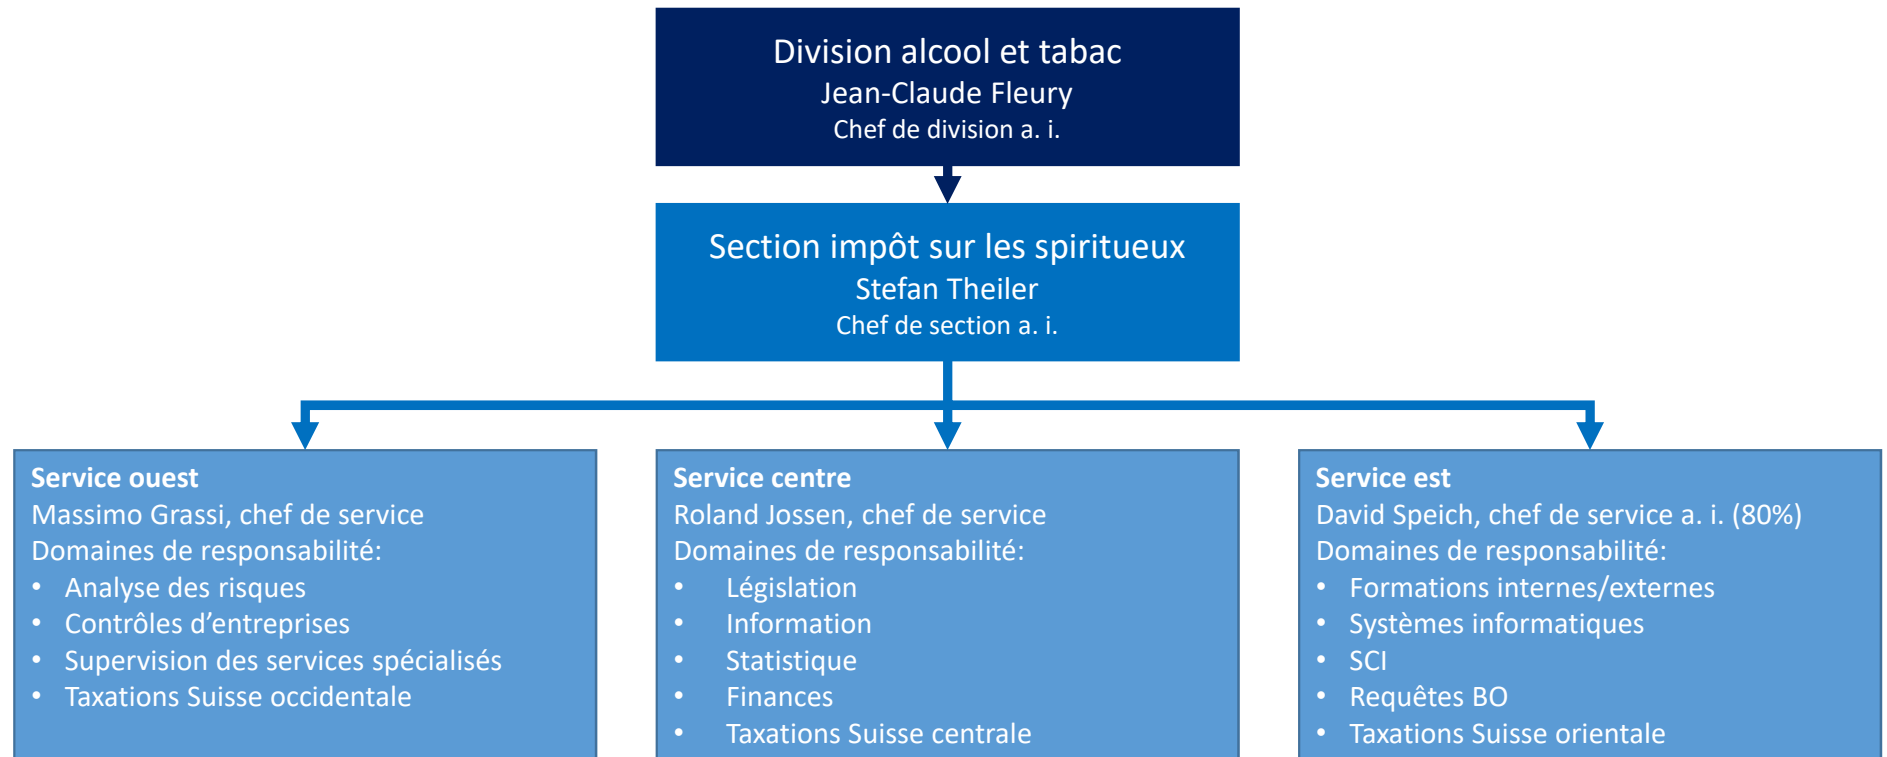 Division alcool et tabac
Jean-Claude Fleury
Chef de division a. i.
Section impôt sur les spiritueux
Stefan Theiler
Chef de section a. i.
Service ouest
Massimo Grassi, chef de service
Domaines de responsabilité:
• Analyse des risques
• Contrôles d’entreprises
• Supervision des services spécialisés
• Taxations Suisse occidentale
Service centre
Roland Jossen, chef de service
Domaines de responsabilité:
• Législation
• Information
• Statistique
• Finances
• Taxations Suisse centrale
Service est
David Speich, chef de service a. i. (80%)
Domaines de responsabilité:
• Formations internes/externes
• Systèmes informatiques
• SCI
• Requêtes BO
• Taxations Suisse orientale